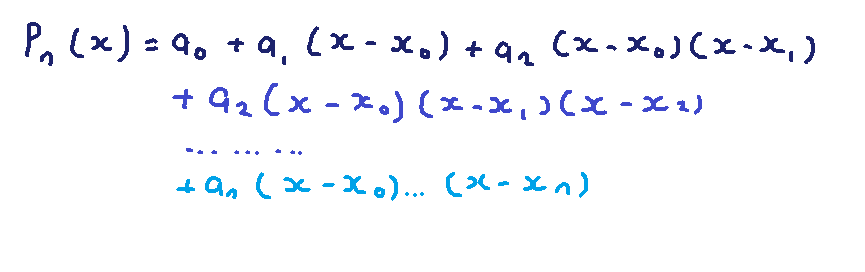 Pₙ(x) = a₀ + a₁(x - x₀) + a₂(x - x₀)(x - x₁)
+ a₂(x - x₀)(x - x₁)(x - x₂)
... ... ...
+ aₙ(x - x₀)...(x - xₙ)